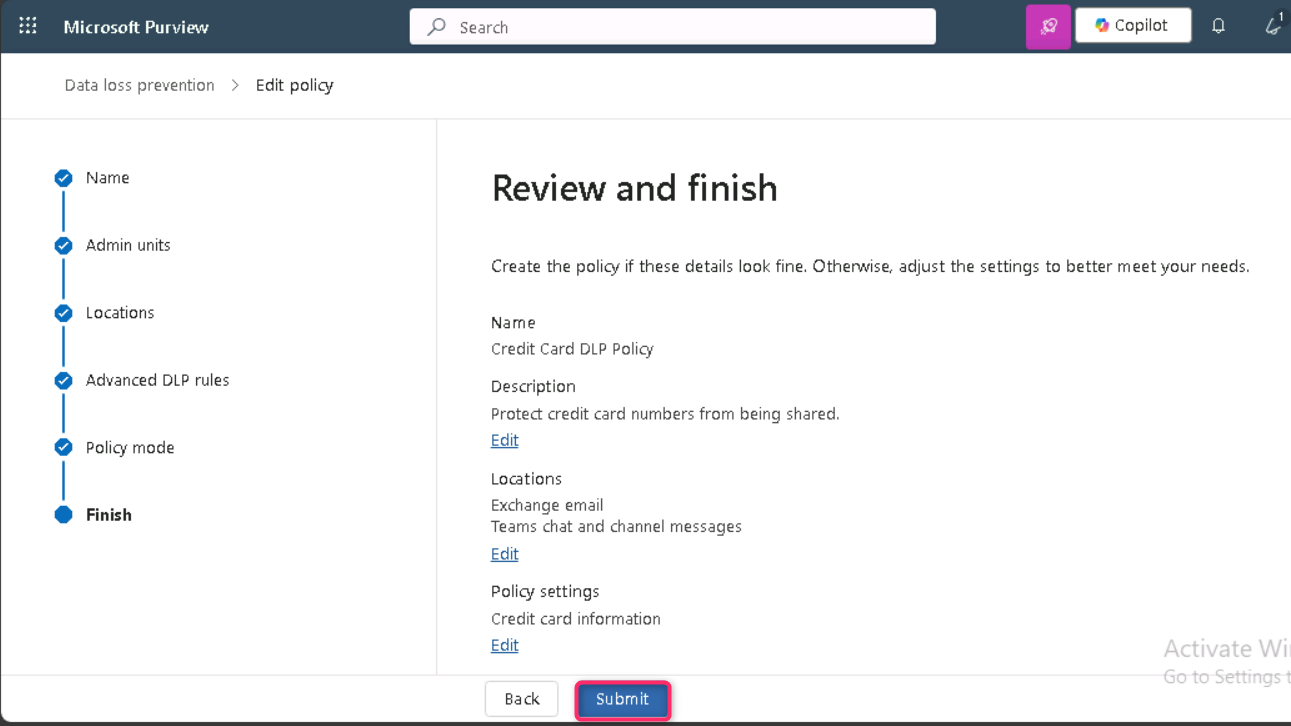 Microsoft Purview
Search
Copilot
1
Data loss prevention > Edit policy
Name
Admin units
Locations
Advanced DLP rules
Policy mode
Finish
Review and finish
Create the policy if these details look fine. Otherwise, adjust the settings to better meet your needs.
Name
Credit Card DLP Policy
Description
Protect credit card numbers from being shared.
Edit
Locations
Exchange email
Teams chat and channel messages
Edit
Policy settings
Credit card information
Edit
Back
Submit
Activate Wi
Go to Settings t